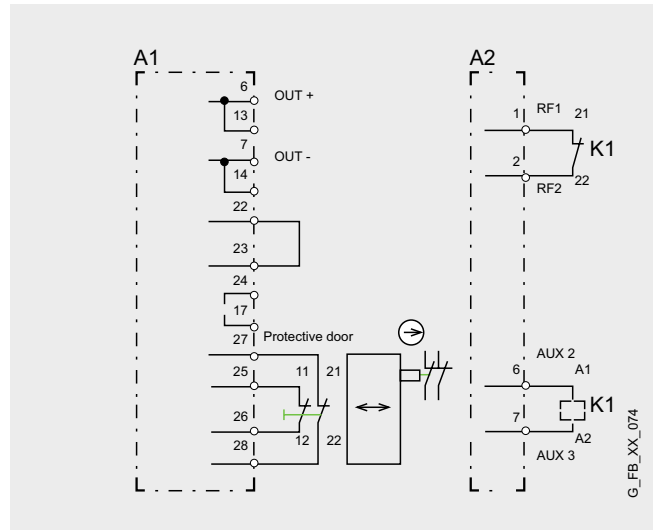 A1
6
OUT +
13
7
OUT -
14
22
23
24
17
27
Protective door
25
11
21
26
12
22
28
A2
1
RF1
21
K1
2
22
RF2
AUX 2
6
A1
K1
7
A2
AUX 3
G_FB_XX_074